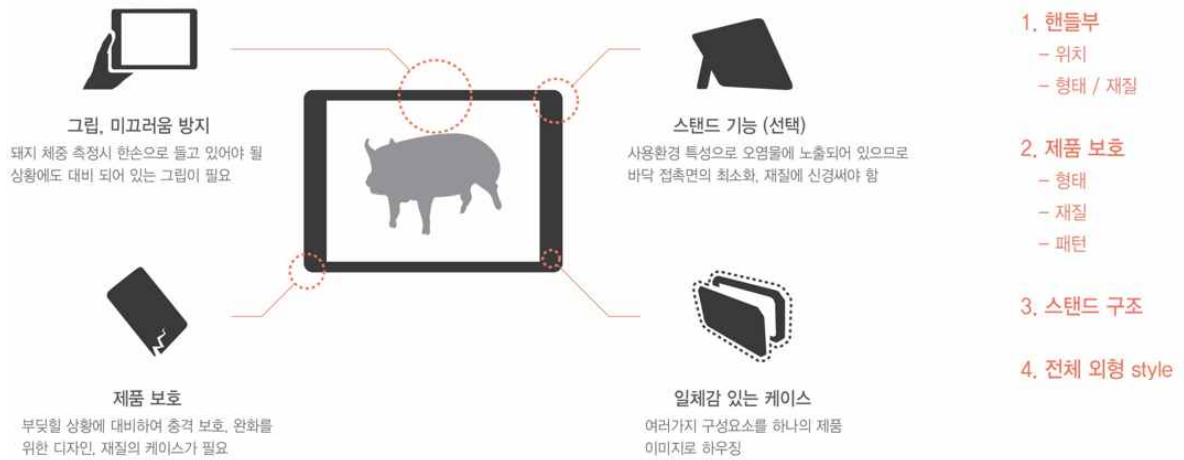 그립, 미끄러움 방지
돼지 체중 측정시 한손으로 들고 있어야 될
상황에도 대비 되어 있는 그립이 필요
스탠드 기능 (선택)
사용환경 특성으로 오염물에 노출되어 있으므로
바닥 접촉면의 최소화, 재질에 신경써야 함
제품 보호
부딪힐 상황에 대비하여 충격 보호, 완화를
위한 디자인, 재질의 케이스가 필요
일체감 있는 케이스
여러가지 구성요소를 하나의 제품
이미지로 하우징
1. 핸들부
- 위치
- 형태 / 재질
2. 제품 보호
- 형태
- 재질
- 패턴
3. 스탠드 구조
4. 전체 외형 style